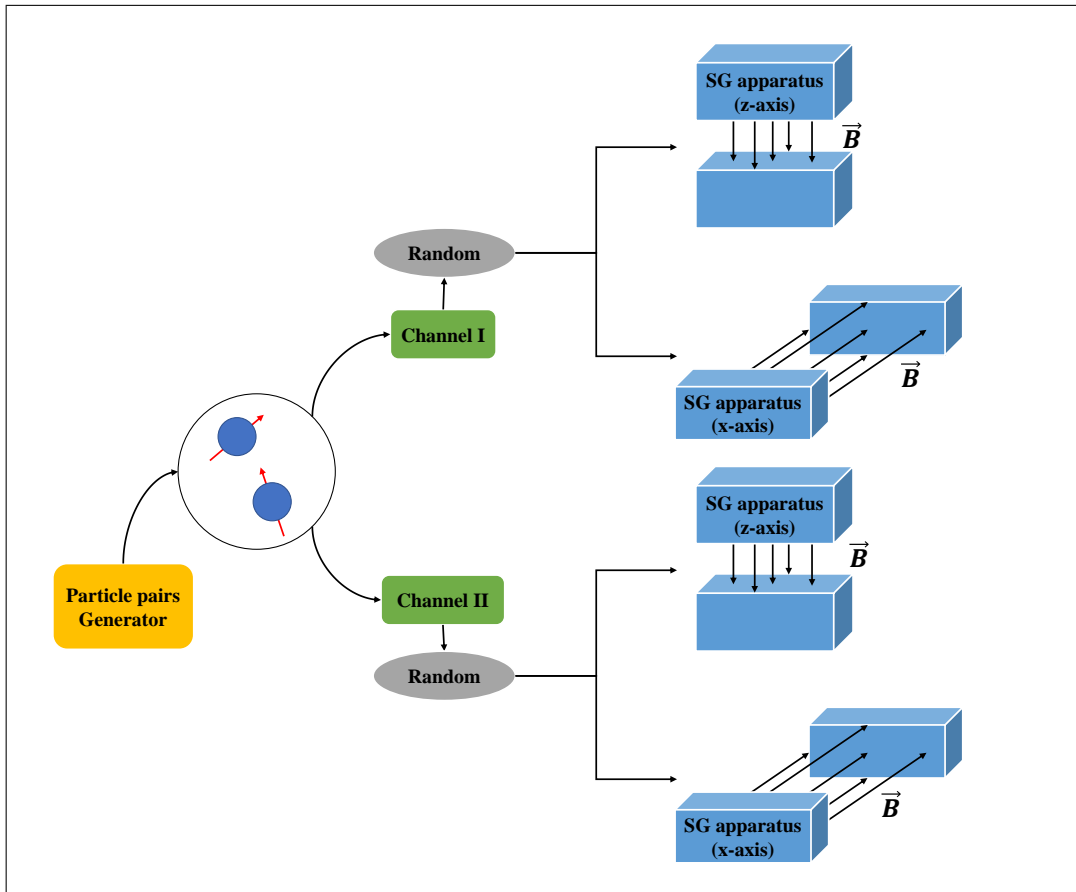 SG apparatus
(z-axis)
B
Random
Channel I
SG apparatus
(x-axis)
B
Particle pairs
Generator
SG apparatus
(z-axis)
B
Channel II
Random
SG apparatus
(x-axis)
B